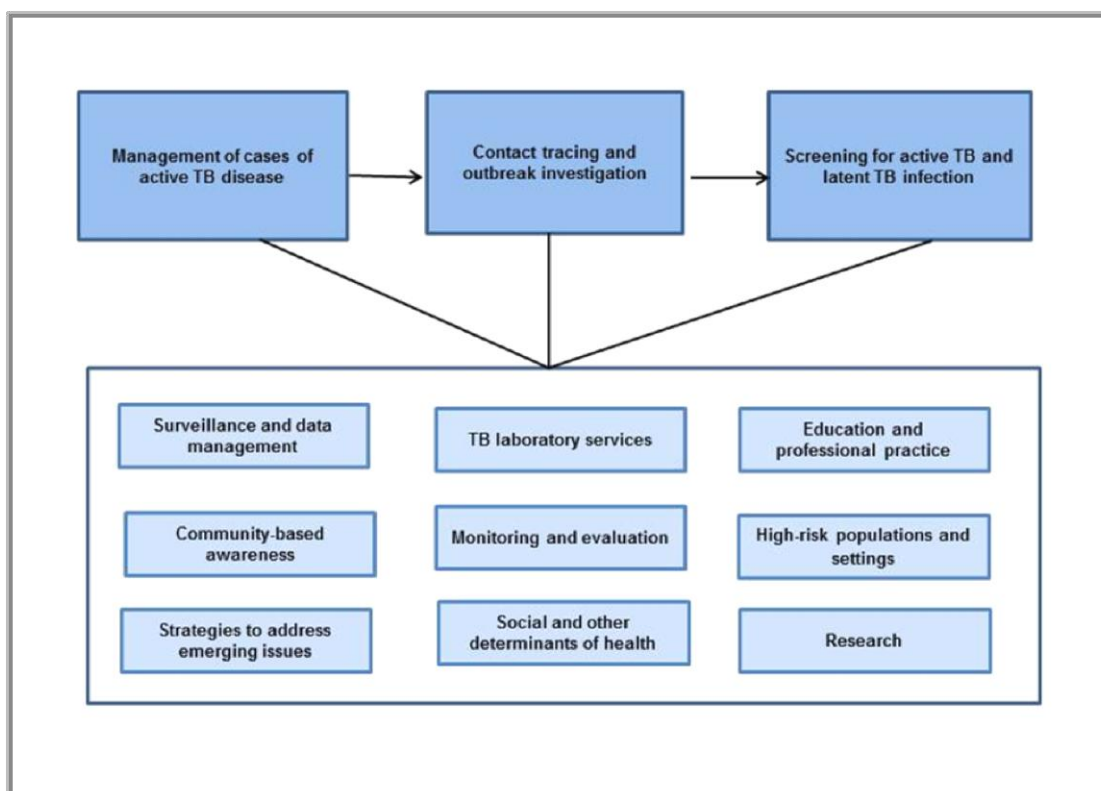 Management of cases of
active TB disease
Contact tracing and
outbreak investigation
Screening for active TB and
latent TB infection
Surveillance and data
management
TB laboratory services
Education and
professional practice
Community-based
awareness
Monitoring and evaluation
High-risk populations and
settings
Strategies to address
emerging issues
Social and other
determinants of health
Research